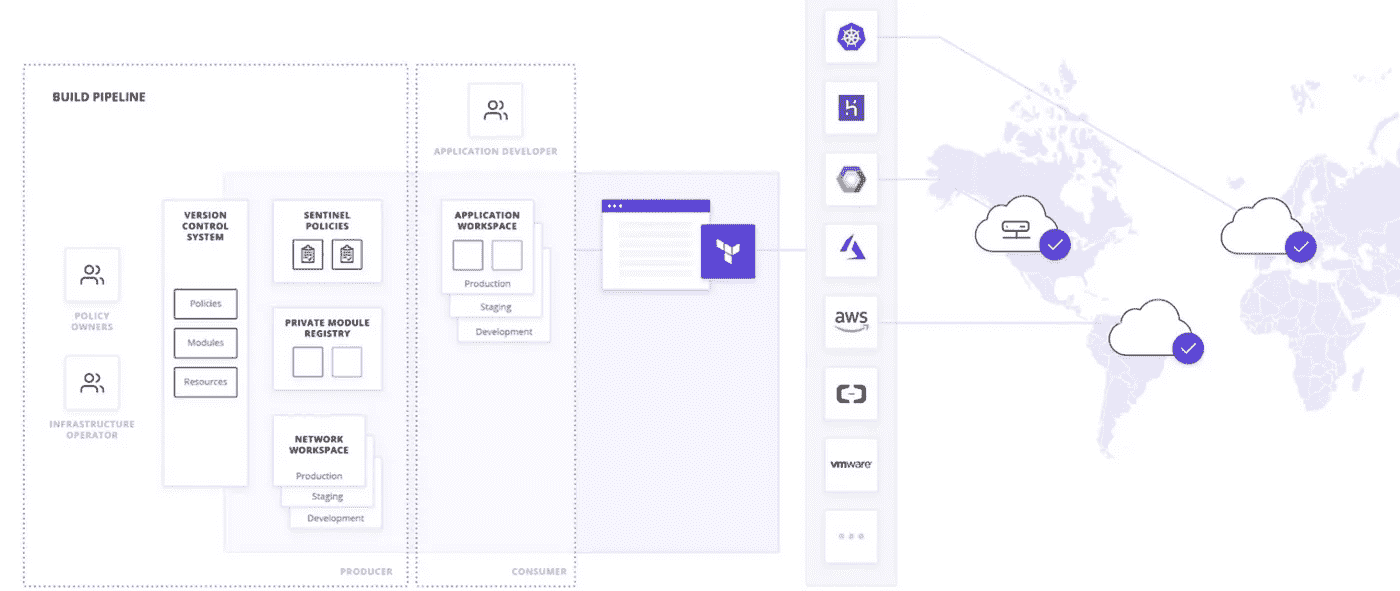 BUILD PIPELINE
POLICY
OWNERS
INFRASTRUCTURE
OPERATOR
VERSION
CONTROL
SYSTEM
Policies
Modules
Resources
SENTINEL
POLICIES
PRIVATE MODULE
REGISTRY
NETWORK
WORKSPACE
Production
Staging
Development
PRODUCER
APPLICATION DEVELOPER
APPLICATION
WORKSPACE
Production
Staging
Development
CONSUMER
aws
vmware